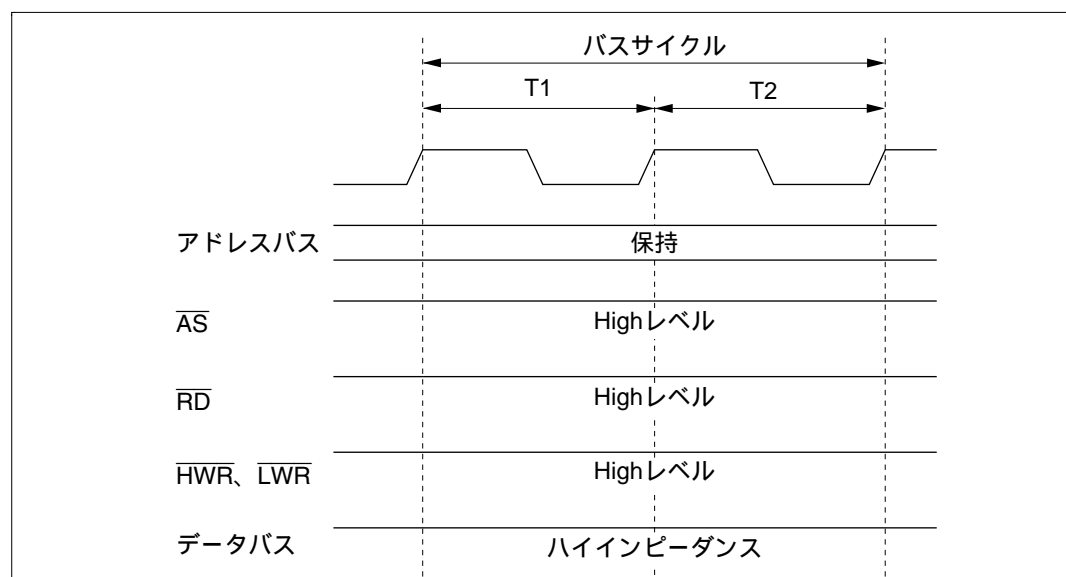 バスサイクル
T1 T2
アドレスバス 保持
AS Highレベル
RD Highレベル
HWR、LWR Highレベル
データバス ハイインピーダンス